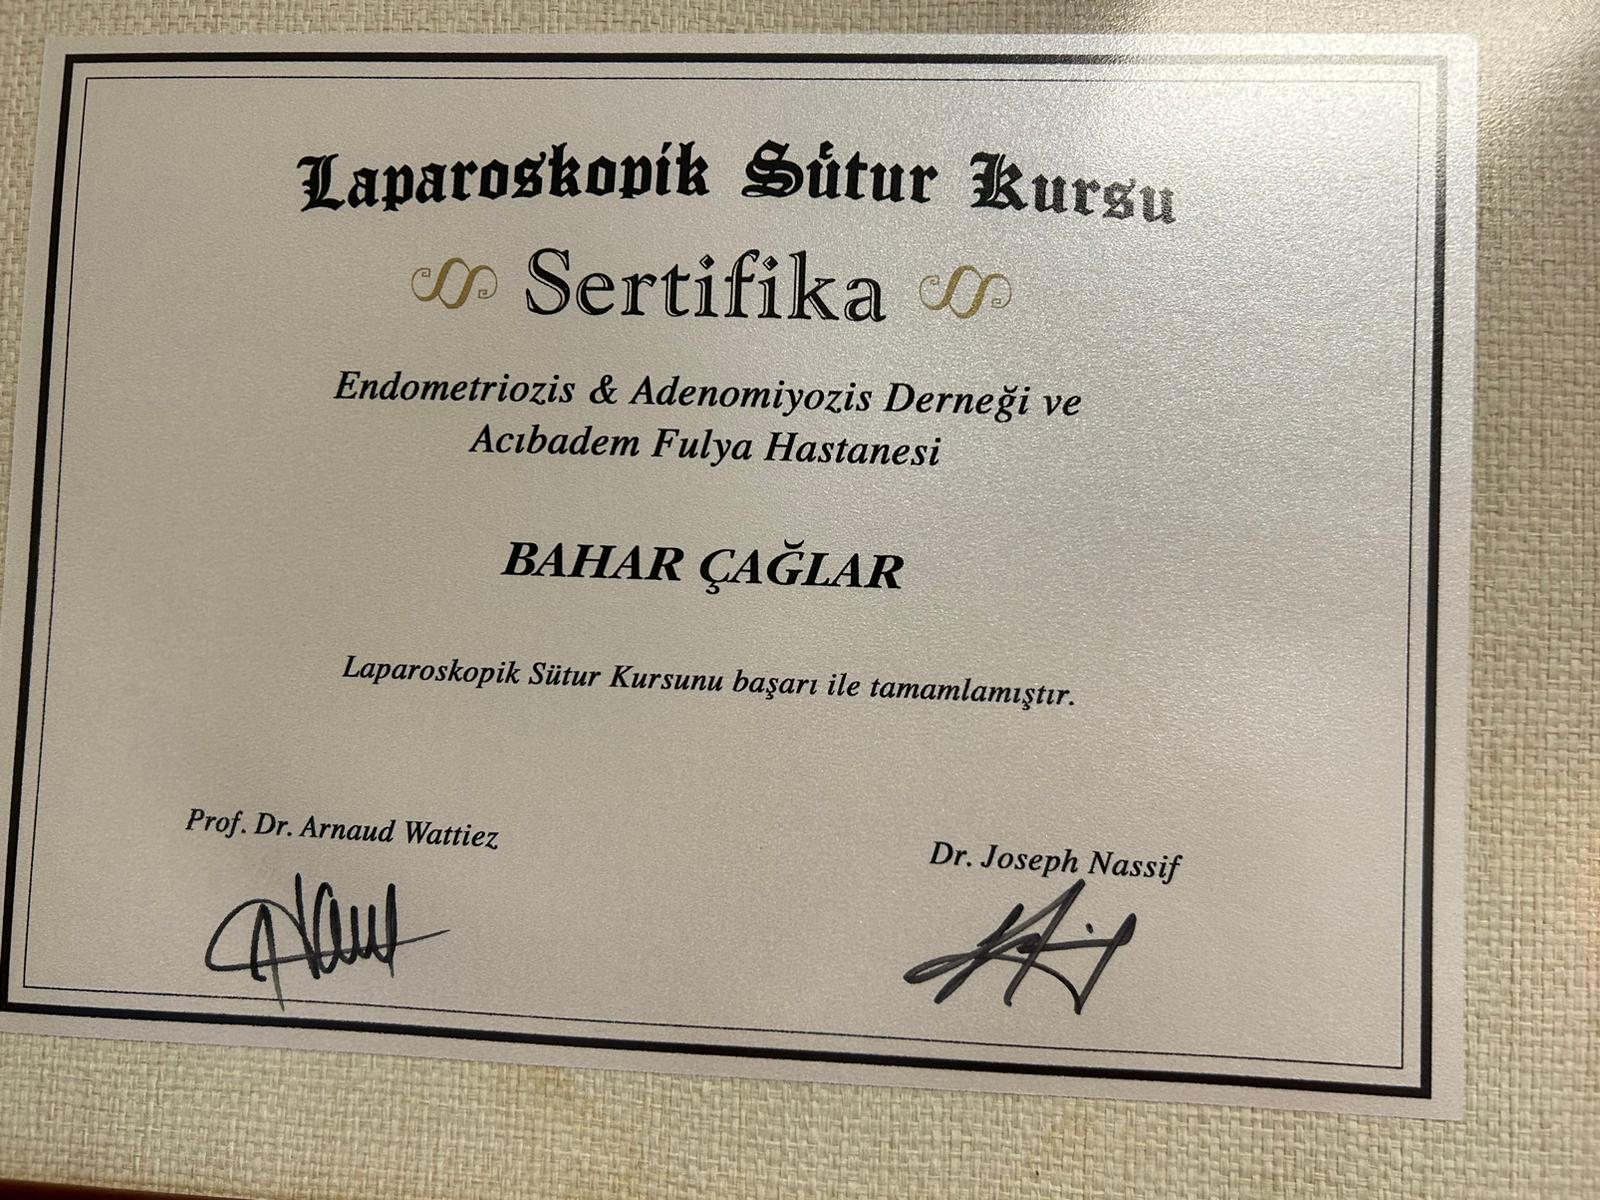 Laparoskopik Sütur Kursu
Sertifika
Endometriozis & Adenomiyozis Derneği ve
Acıbadem Fulya Hastanesi
BAHAR ÇAĞLAR
Laparoskopik Sütur Kursunu başarı ile tamamlamıştır.
Prof. Dr. Arnaud Wattiez
Dr. Joseph Nassif